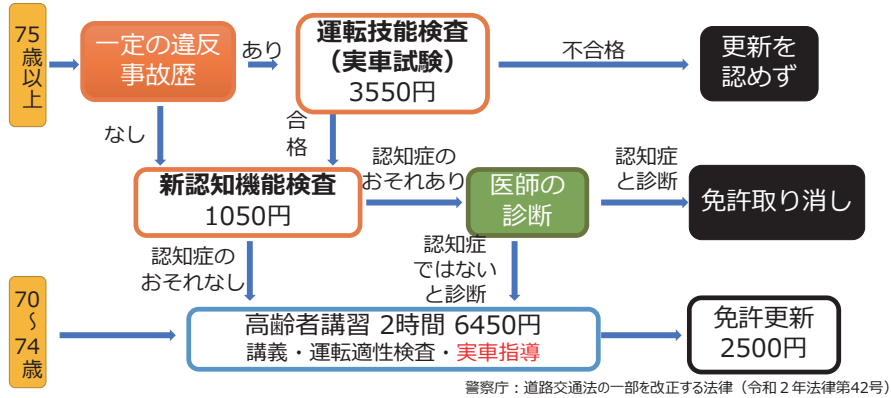 75歳以上
一定の違反
事故歴
あり
運転技能検査
（実車試験）
3550円
不合格
更新を
認めず
なし
合格
新認知機能検査
1050円
認知症の
おそれあり
医師の
診断
認知症
と診断
免許取り消し
認知症の
おそれなし
認知症
ではない
と診断
70～74歳
高齢者講習 2時間 6450円
講義・運転適性検査・実車指導
免許更新
2500円
警察庁：道路交通法の一部を改正する法律（令和２年法律第42号）